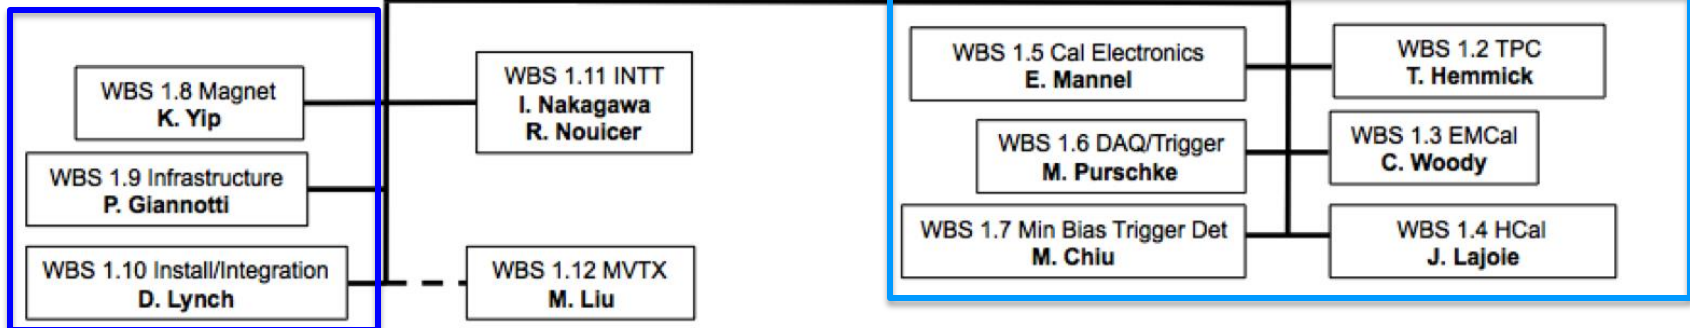 WBS 1.8 Magnet
K. Yip
WBS 1.9 Infrastructure
P. Giannotti
WBS 1.10 Install/Integration
D. Lynch
WBS 1.11 INTT
I. Nakagawa
R. Nouicer
WBS 1.12 MVTX
M. Liu
WBS 1.5 Cal Electronics
E. Mannel
WBS 1.6 DAQ/Trigger
M. Purschke
WBS 1.7 Min Bias Trigger Det
M. Chiu
WBS 1.2 TPC
T. Hemmick
WBS 1.3 EMCal
C. Woody
WBS 1.4 HCal
J. Lajoie